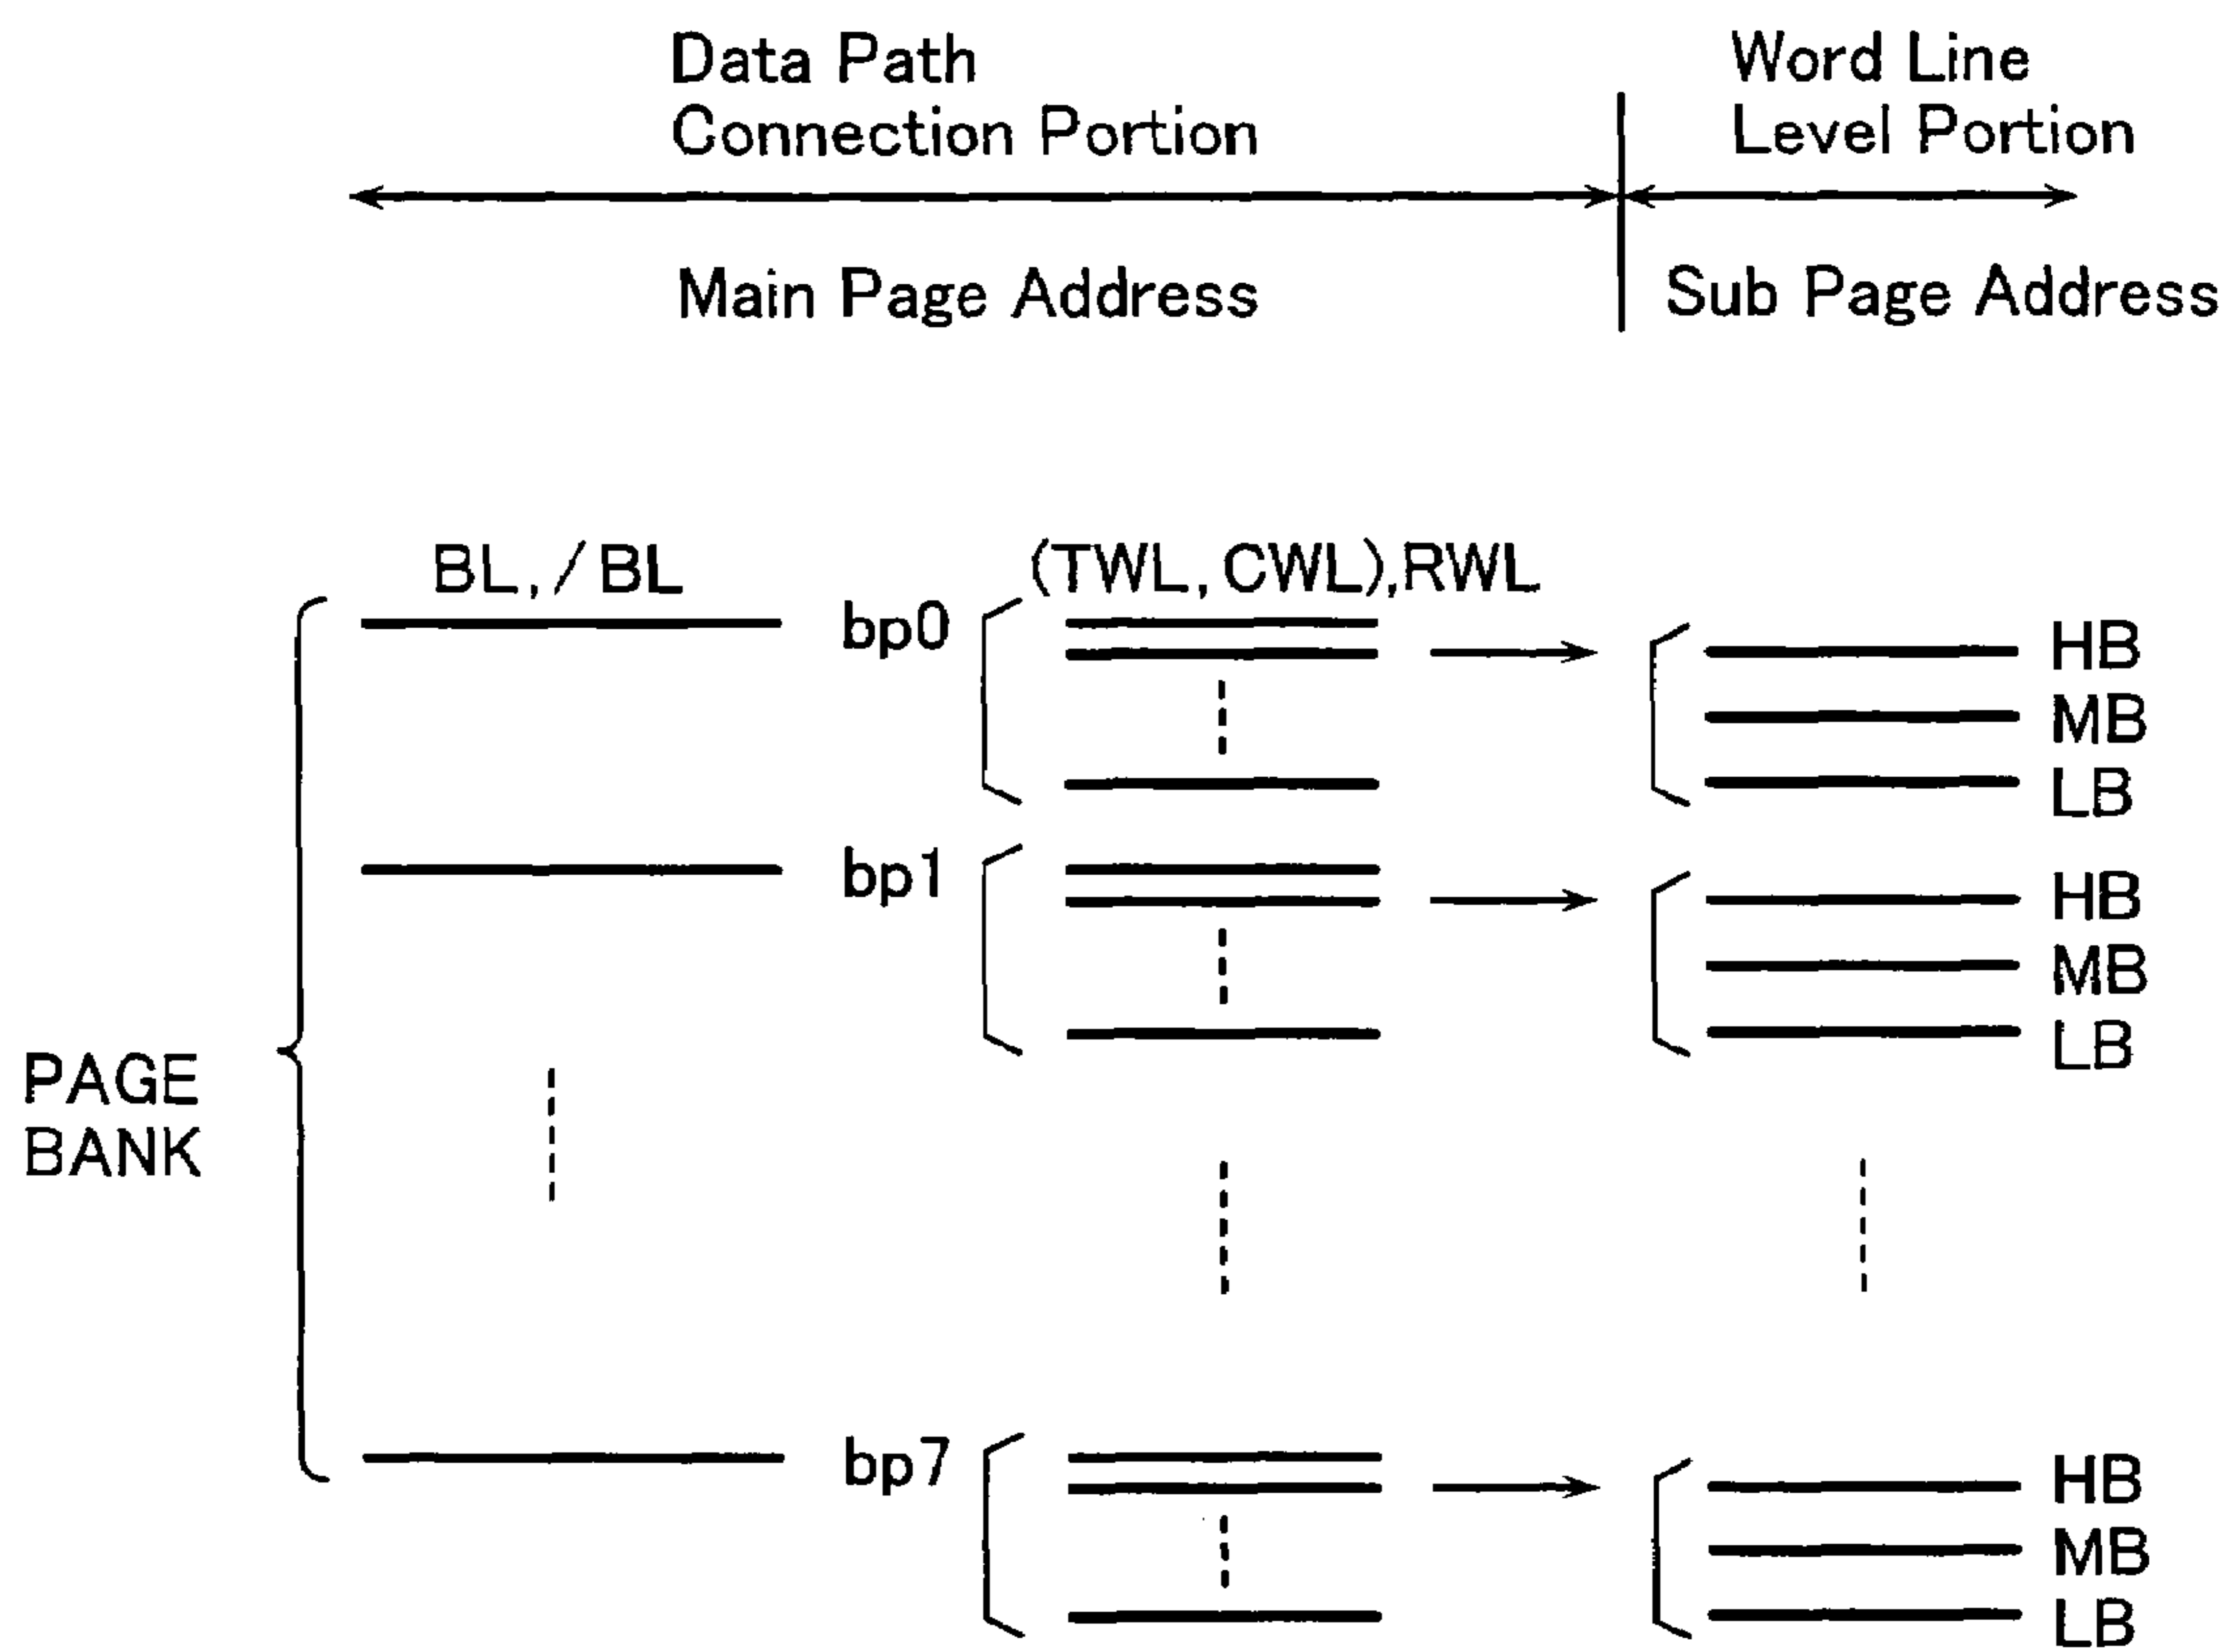 Data Path
Connection Portion
Word Line
Level Portion
Main Page Address
Sub Page Address
BL,/BL
(TWL,CWL),RWL
bp0
HB
MB
LB
bp1
HB
MB
LB
PAGE
BANK
bp7
HB
MB
LB